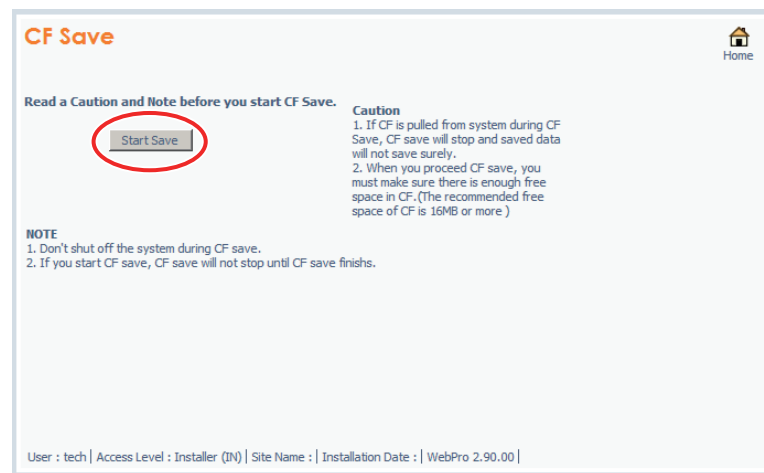 CF Save
Home
Read a Caution and Note before you start CF Save.
Start Save
Caution
1. If CF is pulled from system during CF
Save, CF save will stop and saved data
will not save surely.
2. When you proceed CF save, you
must make sure there is enough free
space in CF.(The recommended free
space of CF is 16MB or more )
NOTE
1. Don't shut off the system during CF save.
2. If you start CF save, CF save will not stop until CF save finishs.
User : tech | Access Level : Installer (IN) | Site Name : | Installation Date : | WebPro 2.90.00 |